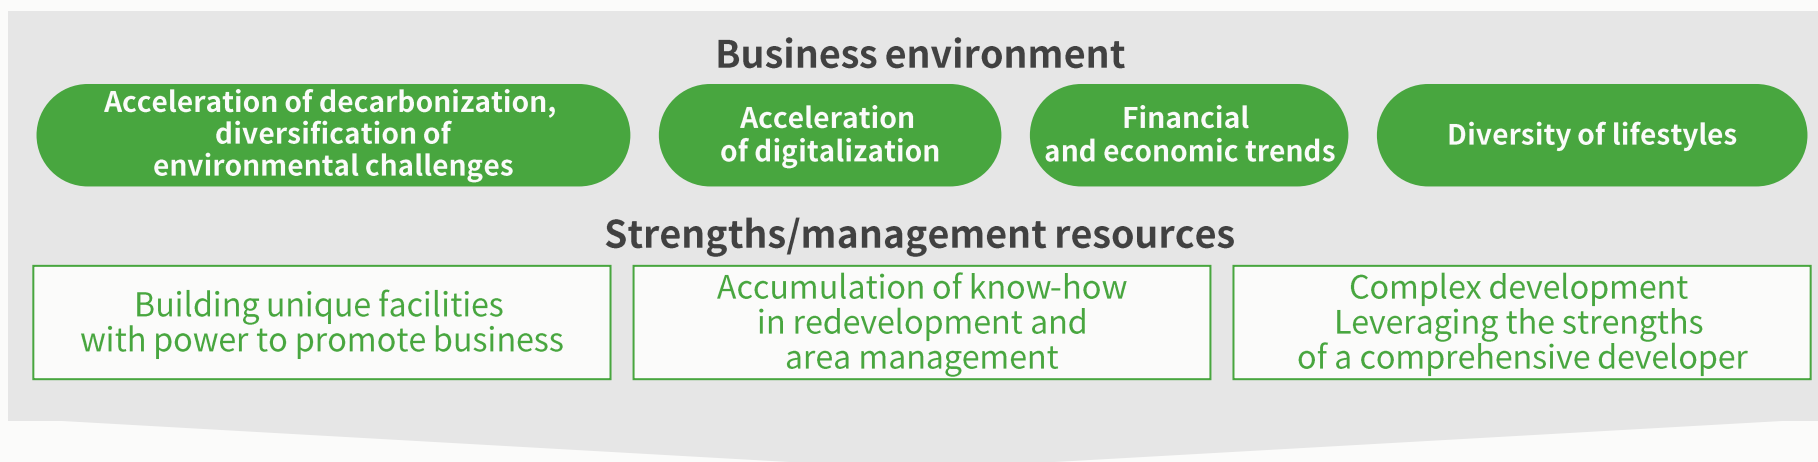 Business environment
Acceleration of decarbonization,
diversification of
environmental challenges
Acceleration
of digitalization
Financial
and economic trends
Diversity of lifestyles
Strengths/management resources
Building unique facilities
with power to promote business
Accumulation of know-how
in redevelopment and
area management
Complex development
Leveraging the strengths
of a comprehensive developer